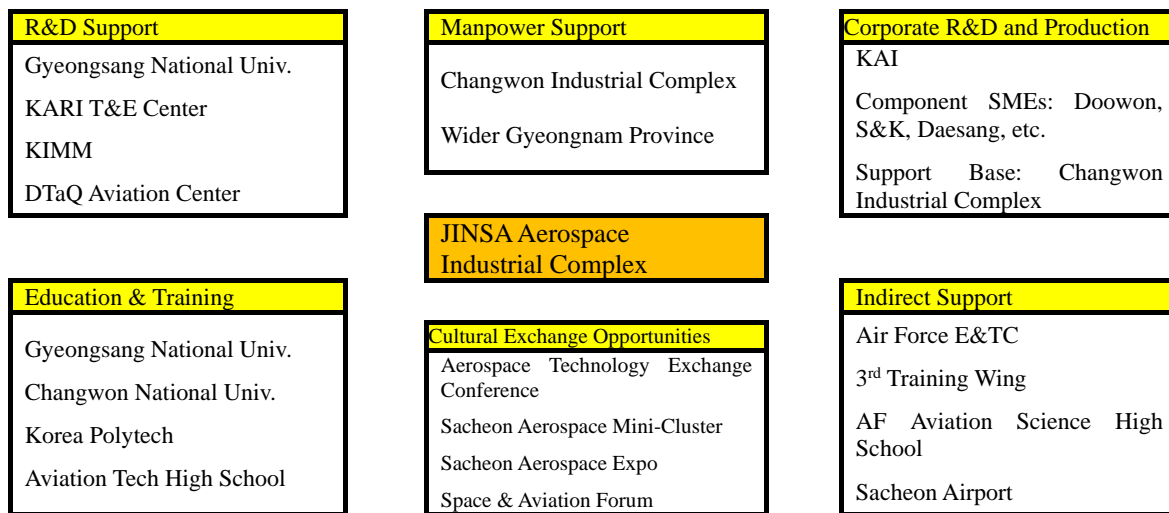 R&D Support
Gyeongsang National Univ.
KARI T&E Center
KIMM
DTaQ Aviation Center
Manpower Support
Changwon Industrial Complex
Wider Gyeongnam Province
Corporate R&D and Production
KAI
Component SMEs: Doowon,
S&K, Daesang, etc.
Support Base: Changwon
Industrial Complex
JINSA Aerospace
Industrial Complex
Education & Training
Gyeongsang National Univ.
Changwon National Univ.
Korea Polytech
Aviation Tech High School
Cultural Exchange Opportunities
Aerospace Technology Exchange
Conference
Sacheon Aerospace Mini-Cluster
Sacheon Aerospace Expo
Space & Aviation Forum
Indirect Support
Air Force E&TC
3rd Training Wing
AF Aviation Science High
School
Sacheon Airport